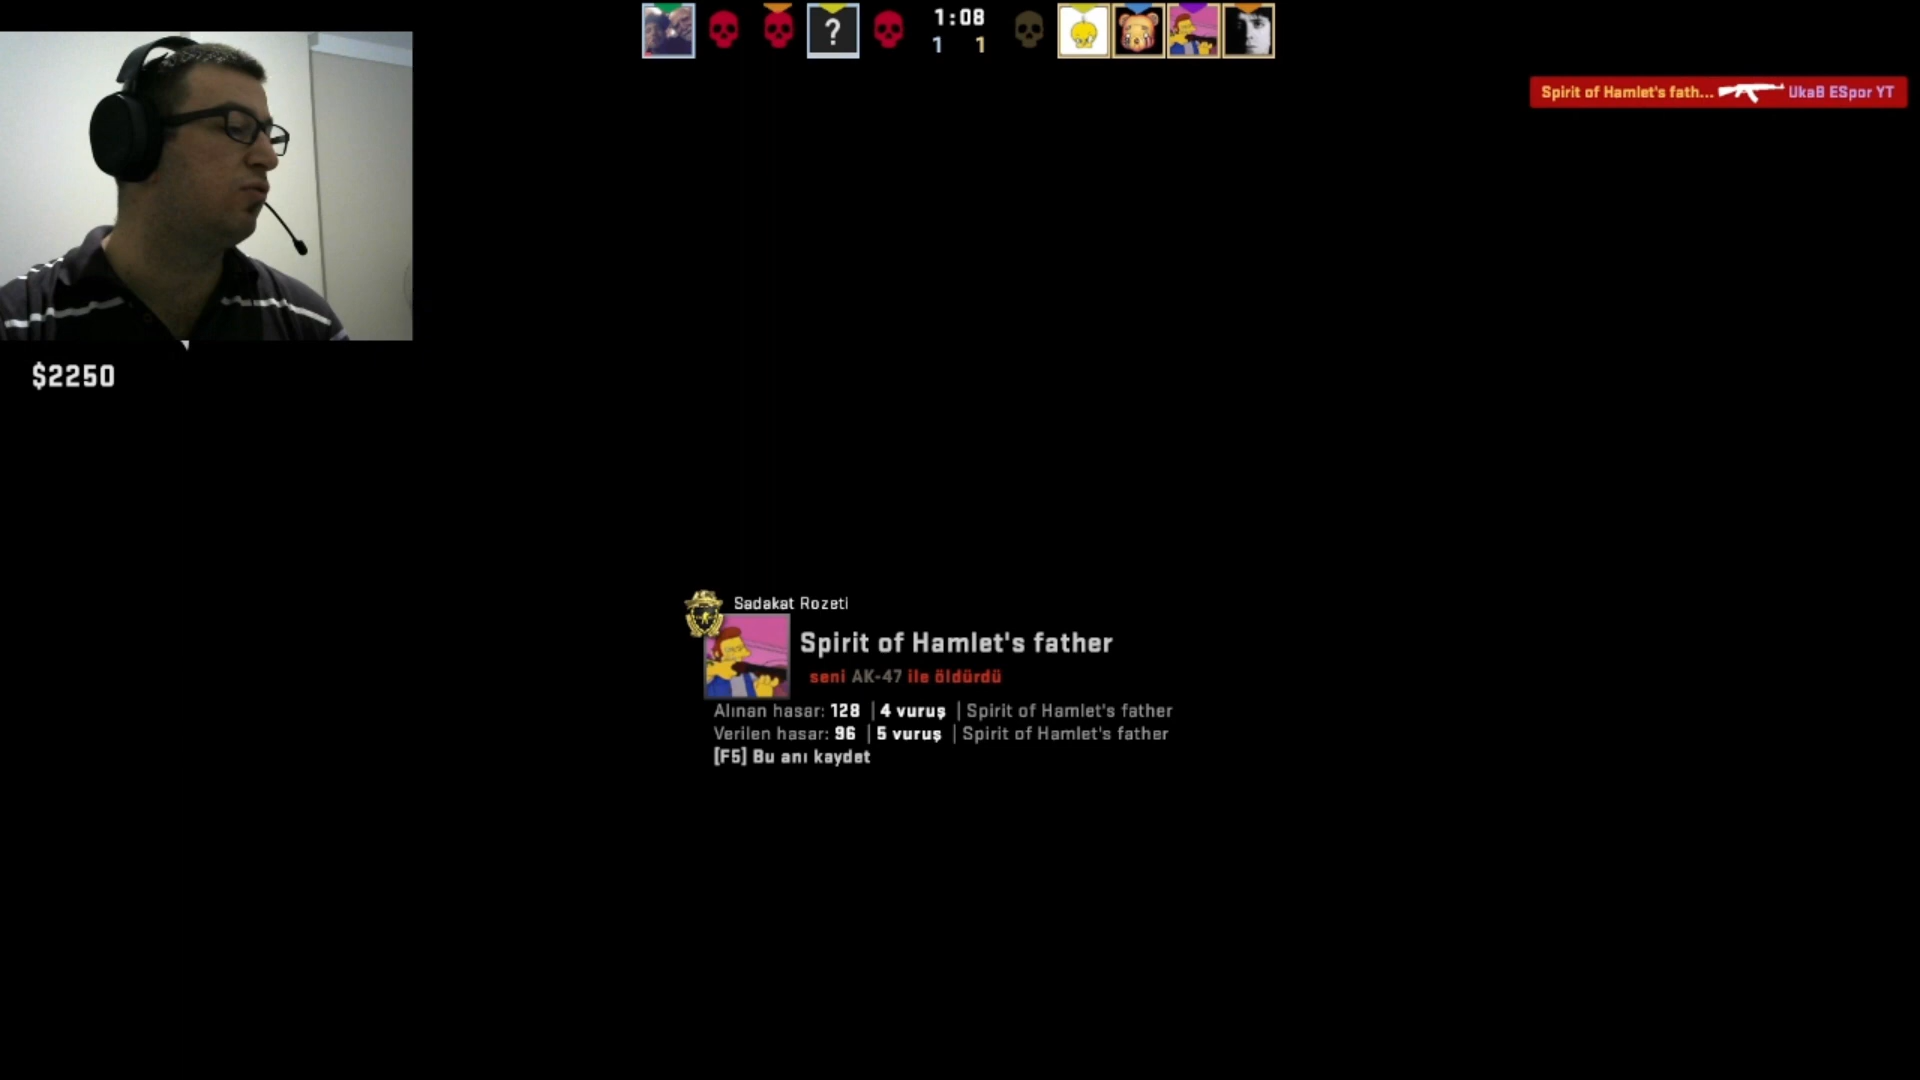 1:08
1 1
?
Spirit of Hamlet's fath... UkaB ESpor YT
$2250
Sadakat Rozeti
Spirit of Hamlet's father
seni AK-47 ile öldürdü
Alınan hasar: 128 | 4 vuruş | Spirit of Hamlet's father
Verilen hasar: 96 | 5 vuruş | Spirit of Hamlet's father
[F5] Bu anı kaydet